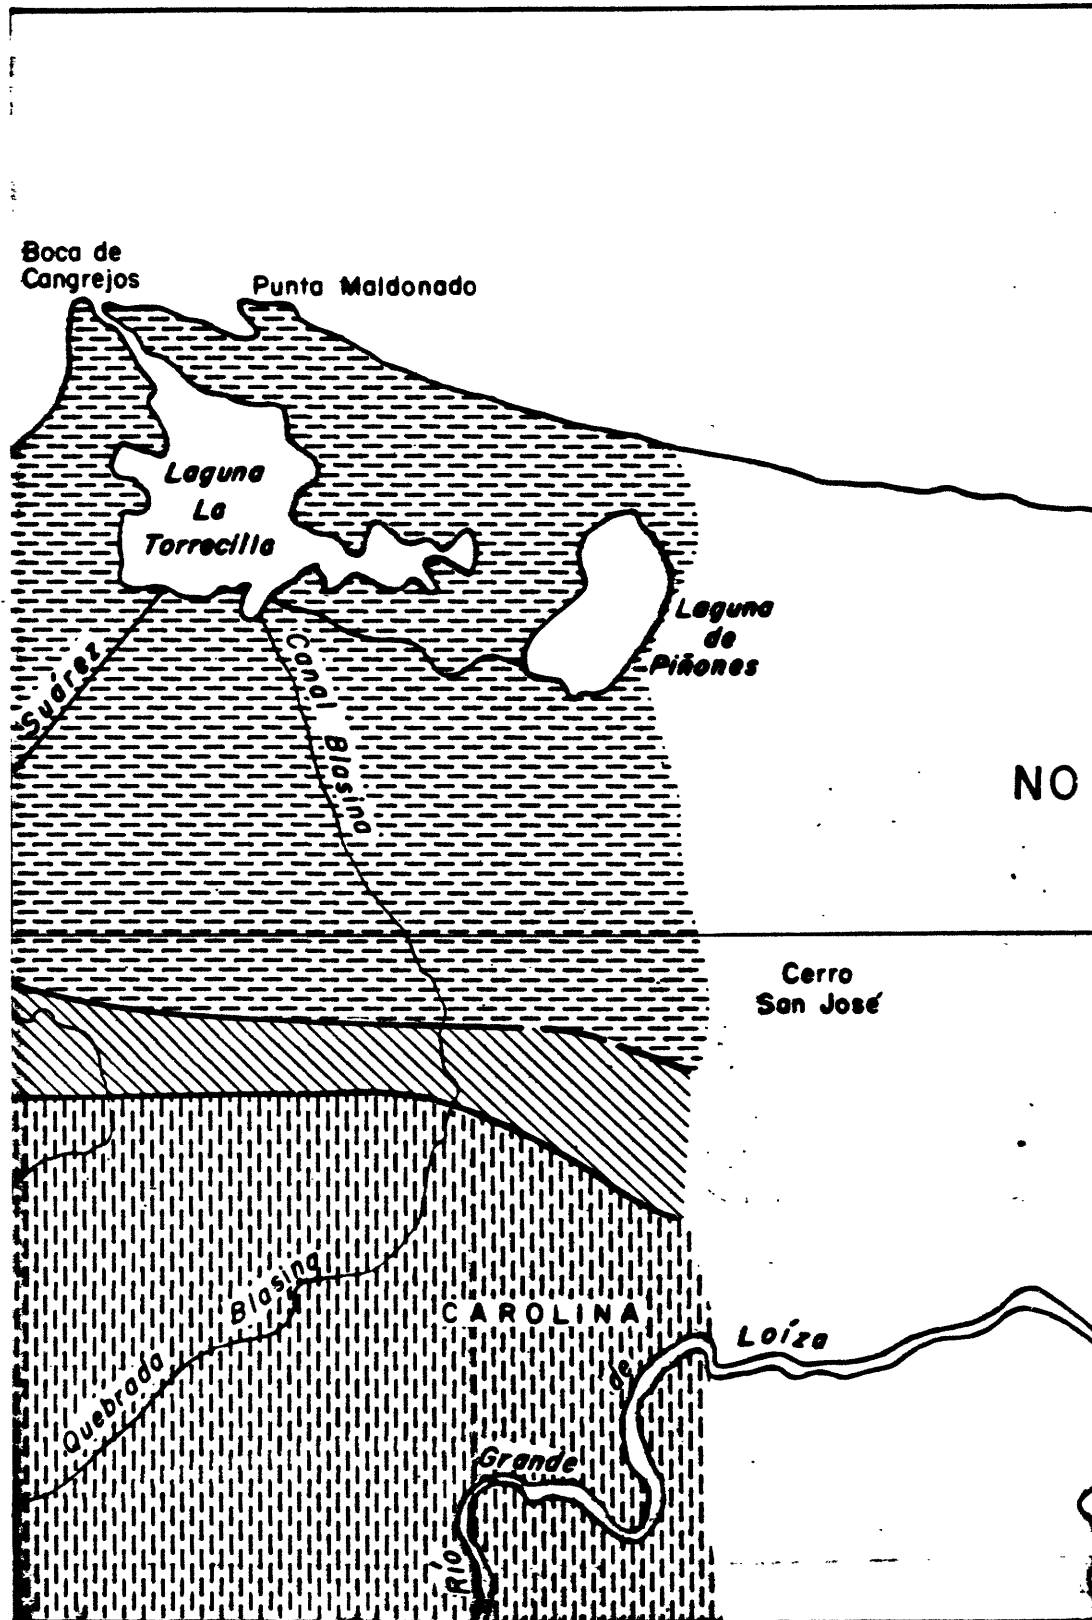 Boca de
Cangrejos
Punta Maldonado
Laguna
La
Torrecilla
Laguna
de
Piñones
Suárez
Canal Blasina
NO
Cerro
San José
Quebrada Blasina
CAROLINA
Río Grande de Loíza